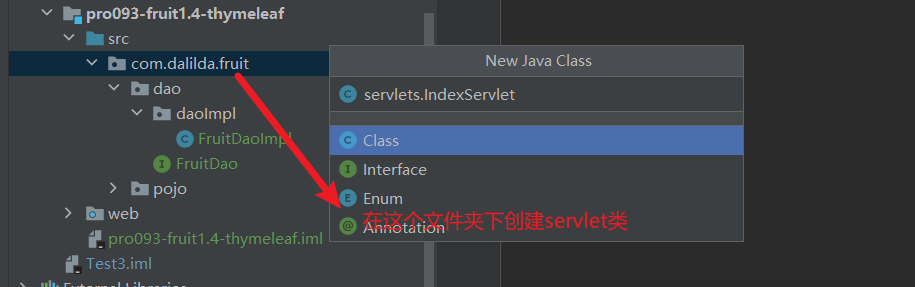 pro093-fruit1.4-thymeleaf
src
com.dalilda.fruit
dao
daoImpl
FruitDaoImpl
FruitDao
pojo
web
pro093-fruit1.4-thymeleaf.iml
Test3.iml
External Libraries
New Java Class
servlets.IndexServlet
Class
Interface
Enum
Annotation
在这个文件夹下创建servlet类